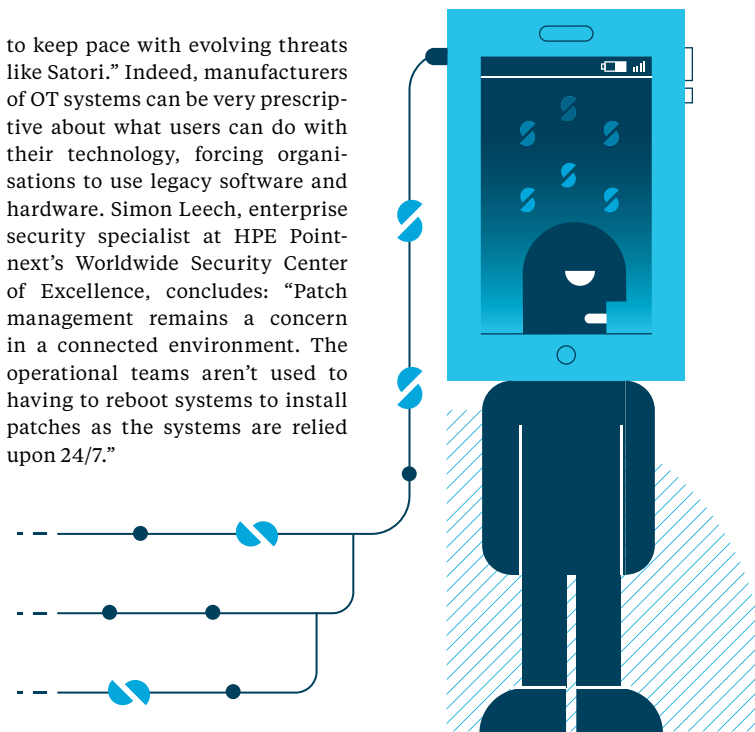 to keep pace with evolving threats
like Satori.” Indeed, manufacturers
of OT systems can be very prescrip-
tive about what users can do with
their technology, forcing organi-
sations to use legacy software and
hardware. Simon Leech, enterprise
security specialist at HPE Point-
next’s Worldwide Security Center
of Excellence, concludes: “Patch
management remains a concern
in a connected environment. The
operational teams aren’t used to
having to reboot systems to install
patches as the systems are relied
upon 24/7.”